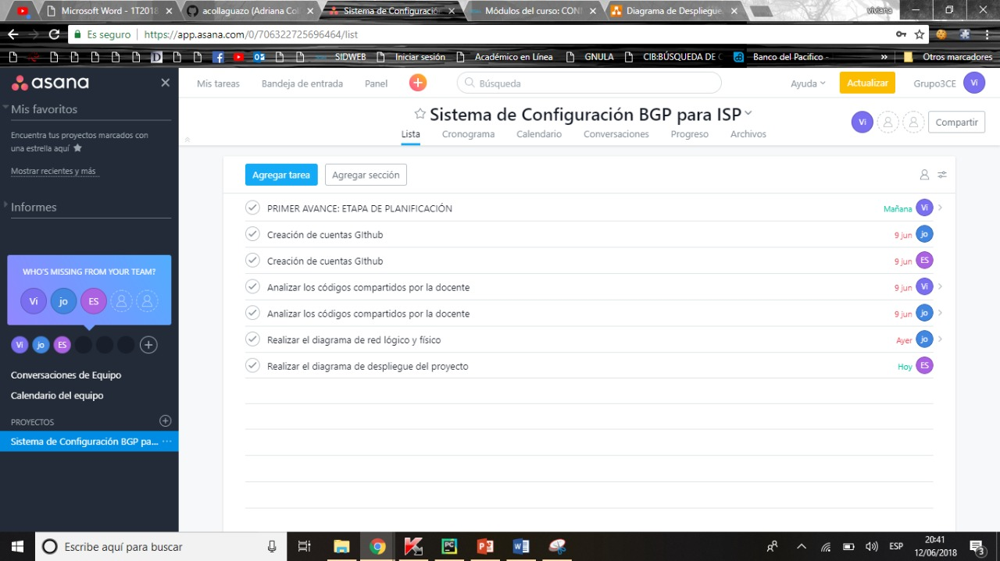 Microsoft Word - 1T2018
acollaguazo (Adriana Col
Sistema de Configuració
Módulos del curso: CONM
Diagrama de Despliegue
viviana
Es seguro
https://app.asana.com/0/706322725696464/list
SIDWEB
Iniciar sesión
Académico en Línea
GNULA
CIB:BÚSQUEDA DE C
Banco del Pacifico -
»
Otros marcadores
asana
Mis tareas
Bandeja de entrada
Panel
Búsqueda
Ayuda
Actualizar
Grupo3CE
Vi
Mis favoritos
Encuentra tus proyectos marcados con
una estrella aquí
Mostrar recientes y más
Informes
WHO'S MISSING FROM YOUR TEAM?
Vi
jo
ES
Vi
jo
ES
Conversaciones de Equipo
Calendario del equipo
PROYECTOS
Sistema de Configuración BGP pa...
Sistema de Configuración BGP para ISP
Vi
Compartir
Lista
Cronograma
Calendario
Conversaciones
Progreso
Archivos
Agregar tarea
Agregar sección
PRIMER AVANCE: ETAPA DE PLANIFICACIÓN Mañana Vi
Creación de cuentas GIthub 9 jun jo
Creación de cuentas GIthub 9 jun ES
Analizar los códigos compartidos por la docente 9 jun Vi
Analizar los códigos compartidos por la docente 9 jun jo
Realizar el diagrama de red lógico y físico Ayer jo
Realizar el diagrama de despliegue del proyecto Hoy ES
Escribe aquí para buscar
ESP
20:41
12/06/2018
3